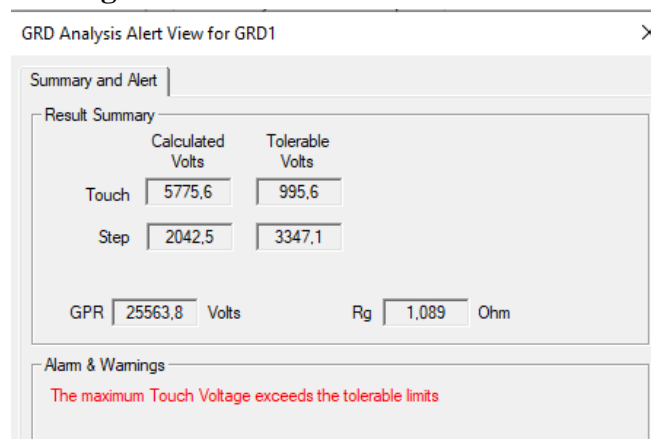 GRD Analysis Alert View for GRD1
Summary and Alert
Result Summary
Calculated Volts Tolerable Volts
Touch 5775,6 995,6
Step 2042,5 3347,1
GPR 25563,8 Volts Rg 1,089 Ohm
Alarm & Warnings
The maximum Touch Voltage exceeds the tolerable limits